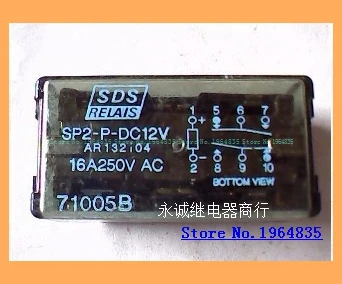 SDS
RELAIS
SP2-P-DC12V
AR132104
16A250V AC
1 5 6 7
+
−
2 8 9 10
BOTTOM VIEW
71005B
永诚继电器商行
Store No.1964835